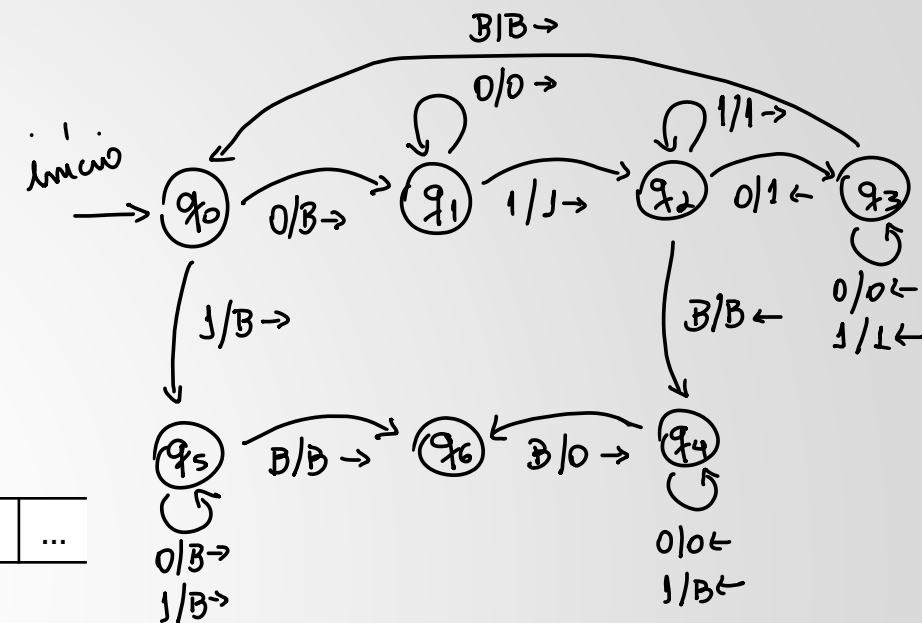 B/B →
0/0 →
1/1 →
início
q0
0/B →
q1
1/1 →
q2
0/1 ←
q3
0/0 ←
1/1 ←
1/B →
B/B ←
q5
B/B →
q6
B/0 →
q4
0/B →
1/B →
0/0 ←
1/B ←
...